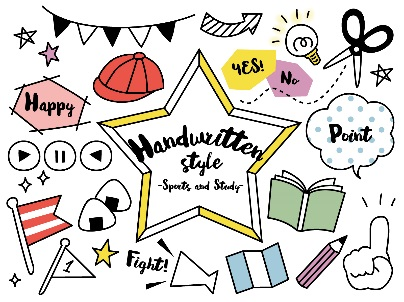 YES!
No
Happy
Point
Handwritten
style
-Sports and Study-
1
Fight!